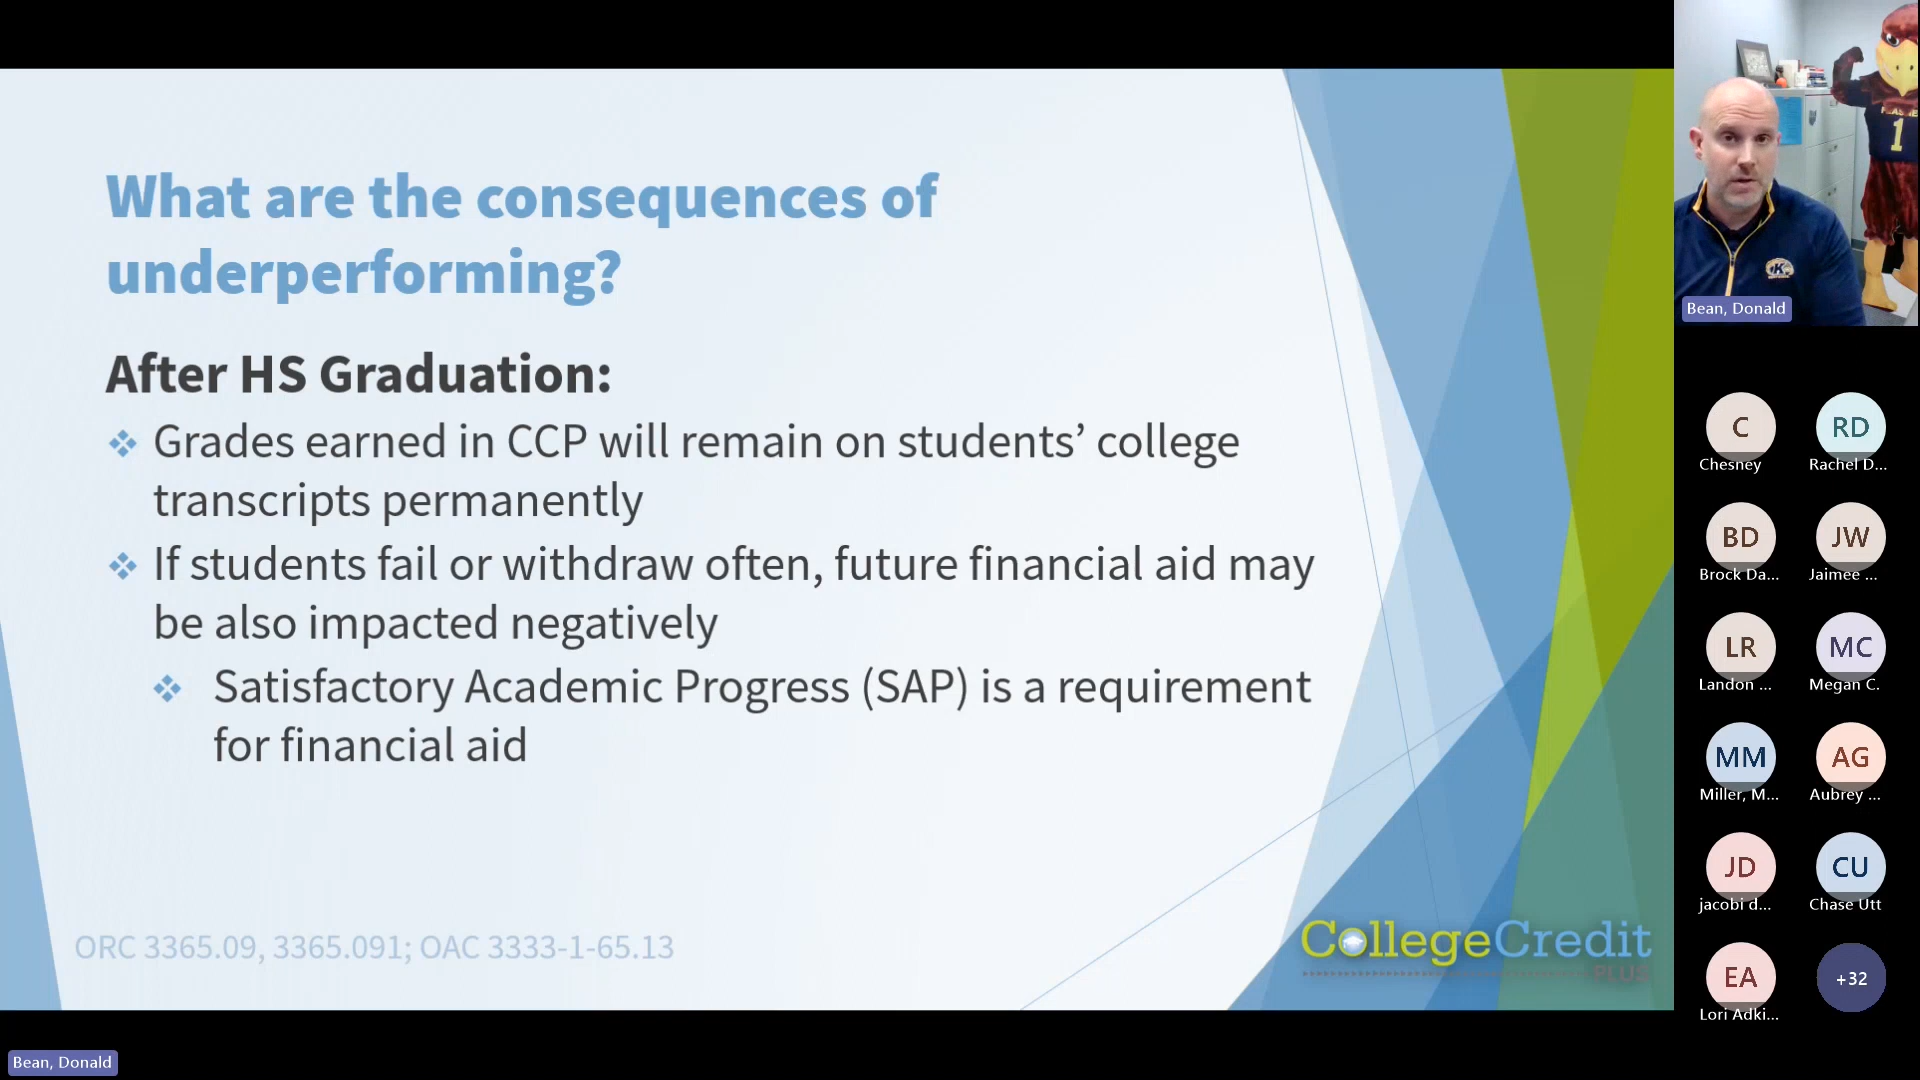 What are the consequences of
underperforming?
After HS Graduation:
Grades earned in CCP will remain on students’ college
transcripts permanently
If students fail or withdraw often, future financial aid may
be also impacted negatively
Satisfactory Academic Progress (SAP) is a requirement
for financial aid
ORC 3365.09, 3365.091; OAC 3333-1-65.13
CollegeCredit
PLUS
1
K
Bean, Donald
C
Chesney
RD
Rachel D...
BD
Brock Da...
JW
Jaimee ...
LR
Landon ...
MC
Megan C.
MM
Miller, M...
AG
Aubrey ...
JD
jacobi d...
CU
Chase Utt
EA
Lori Adki...
+32
Bean, Donald